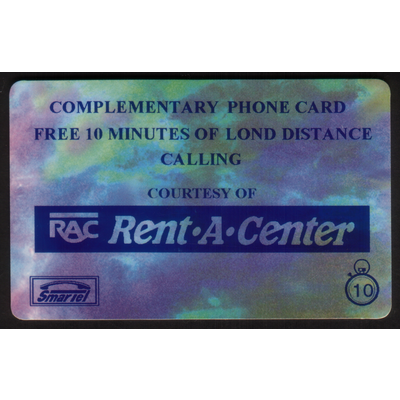 COMPLEMENTARY PHONE CARD
FREE 10 MINUTES OF LOND DISTANCE
CALLING
COURTESY OF
RAC Rent·A·Center
Smartel
10